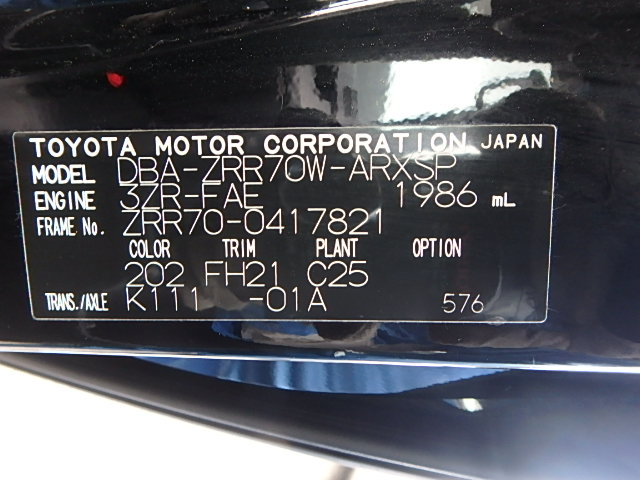 TOYOTA MOTOR CORPORATION JAPAN
MODEL DBA-ZRR70W-ARXSP
ENGINE 3ZR-FAE 1986 mL
FRAME No. ZRR70-0417821
COLOR TRIM PLANT OPTION
202 FH21 C25
TRANS./AXLE K111 -01A 576